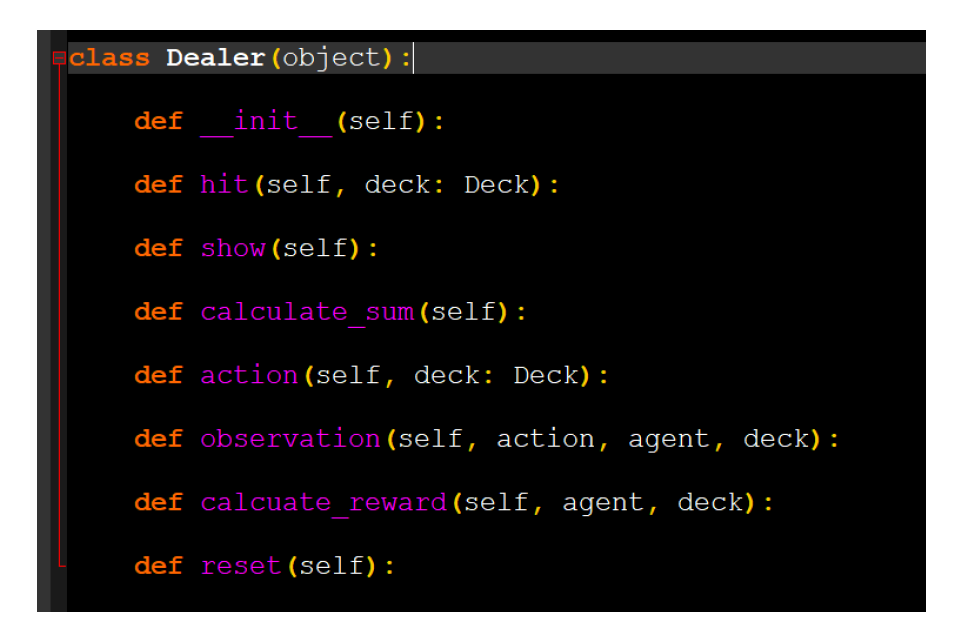 class Dealer(object):
def __init__(self):
def hit(self, deck: Deck):
def show(self):
def calculate_sum(self):
def action(self, deck: Deck):
def observation(self, action, agent, deck):
def calcuate_reward(self, agent, deck):
def reset(self):